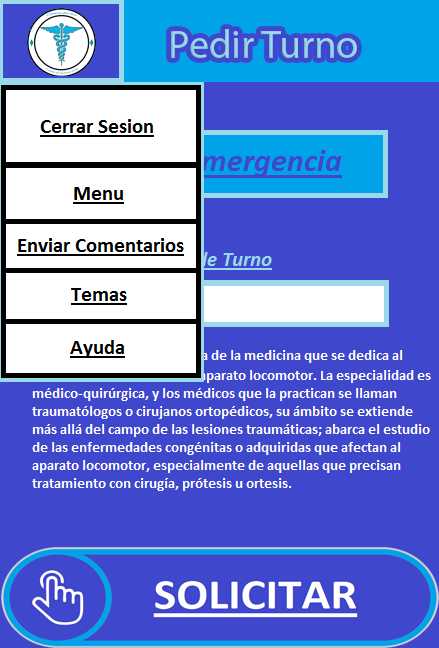 Pedir Turno
Cerrar Sesion
Menu
Enviar Comentarios
Temas
Ayuda
mergencia
de Turno
a de la medicina que se dedica al
aparato locomotor. La especialidad es
médico-quirúrgica, y los médicos que la practican se llaman
traumatólogos o cirujanos ortopédicos, su ámbito se extiende
más allá del campo de las lesiones traumáticas; abarca el estudio
de las enfermedades congénitas o adquiridas que afectan al
aparato locomotor, especialmente de aquellas que precisan
tratamiento con cirugía, prótesis u ortesis.
SOLICITAR